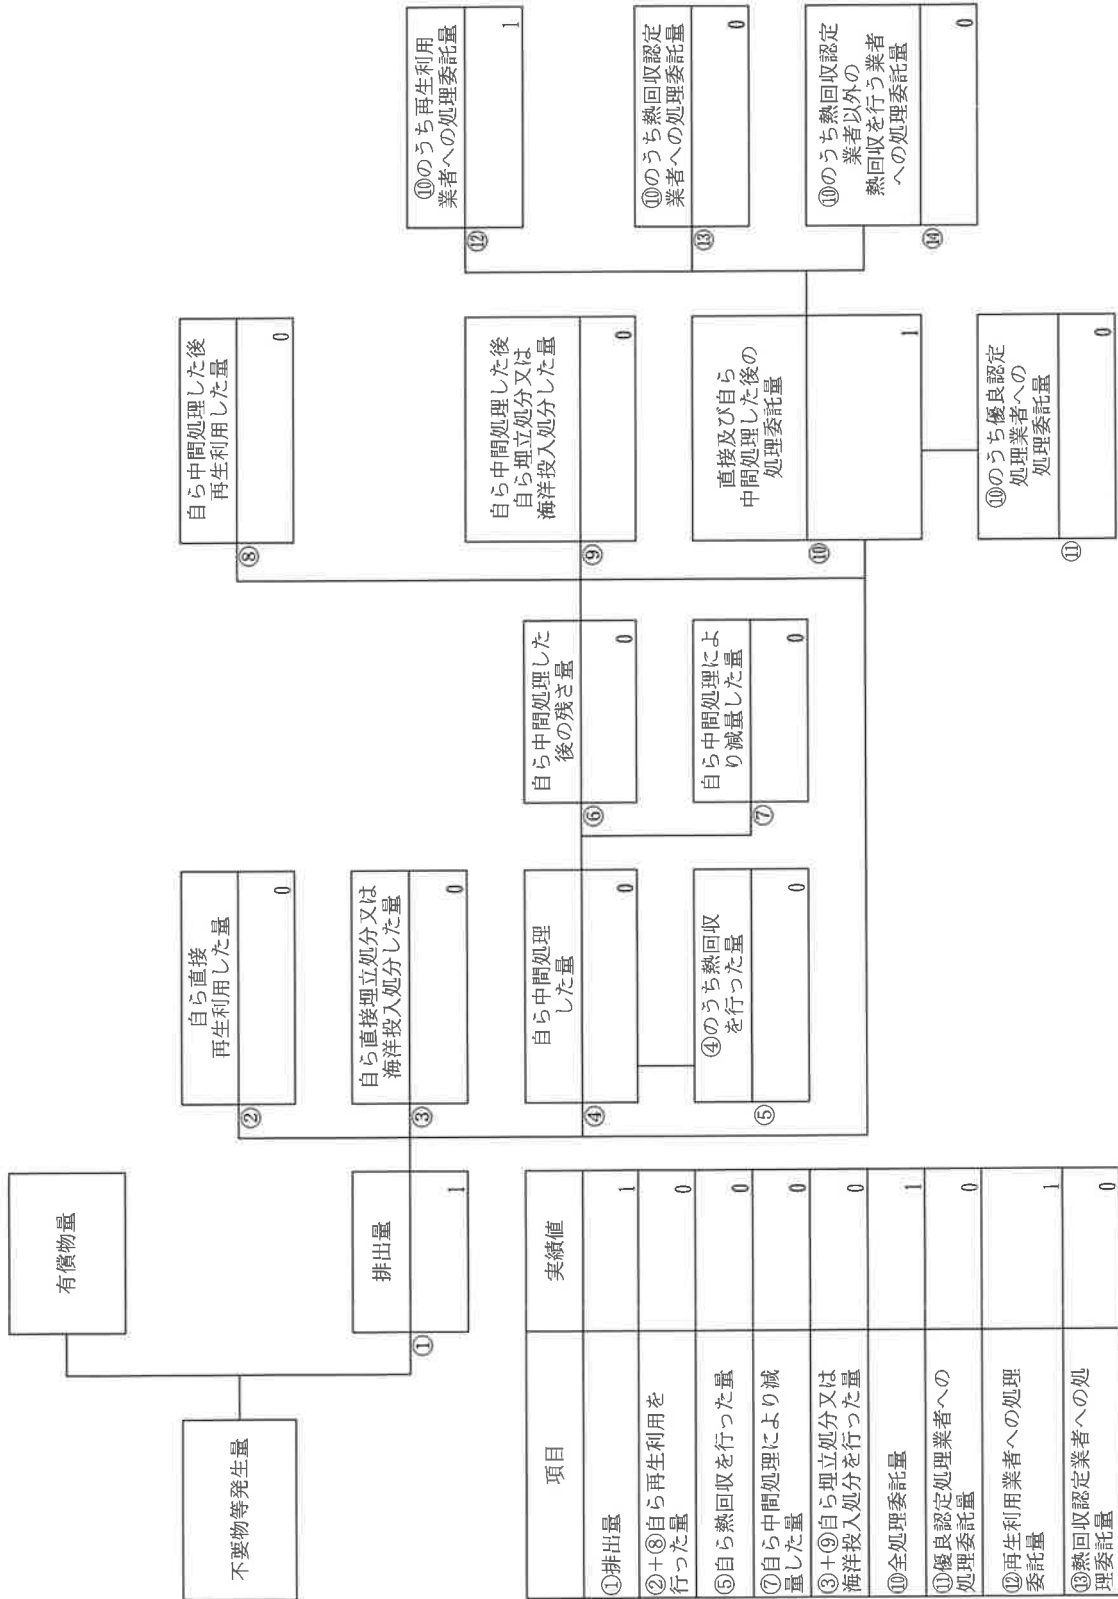 不要物等発生量
有償物量
①
排出量
1
②
自ら直接
再生利用した量
0
③
自ら直接埋立処分又は
海洋投入処分した量
0
④
自ら中間処理
した量
0
⑤
④のうち熱回収
を行った量
0
⑥
自ら中間処理した
後の残さ量
0
⑦
自ら中間処理によ
り減量した量
0
⑧
自ら中間処理した後
再生利用した量
0
⑨
自ら中間処理した後
自ら埋立処分又は
海洋投入処分した量
0
⑩
直接及び自ら
中間処理した後の
処理委託量
1
⑪
⑩のうち優良認定
処理業者への
処理委託量
0
⑫
⑩のうち再生利用
業者への処理委託量
1
⑬
⑩のうち熱回収認定
業者への処理委託量
0
⑭
⑩のうち熱回収認定
業者以外の
熱回収を行う業者
への処理委託量
0
項目 実績値
①排出量 1
②+⑧自ら再生利用を
行った量 0
⑤自ら熱回収を行った量 0
⑦自ら中間処理により減
量した量 0
③+⑨自ら埋立処分又は
海洋投入処分を行った量 0
⑩全処理委託量 1
⑪優良認定処理業者への
処理委託量 0
⑫再生利用業者への処理
委託量 1
⑬熱回収認定業者への処
理委託量 0